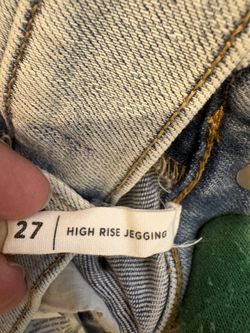 27 | HIGH RISE JEGGING